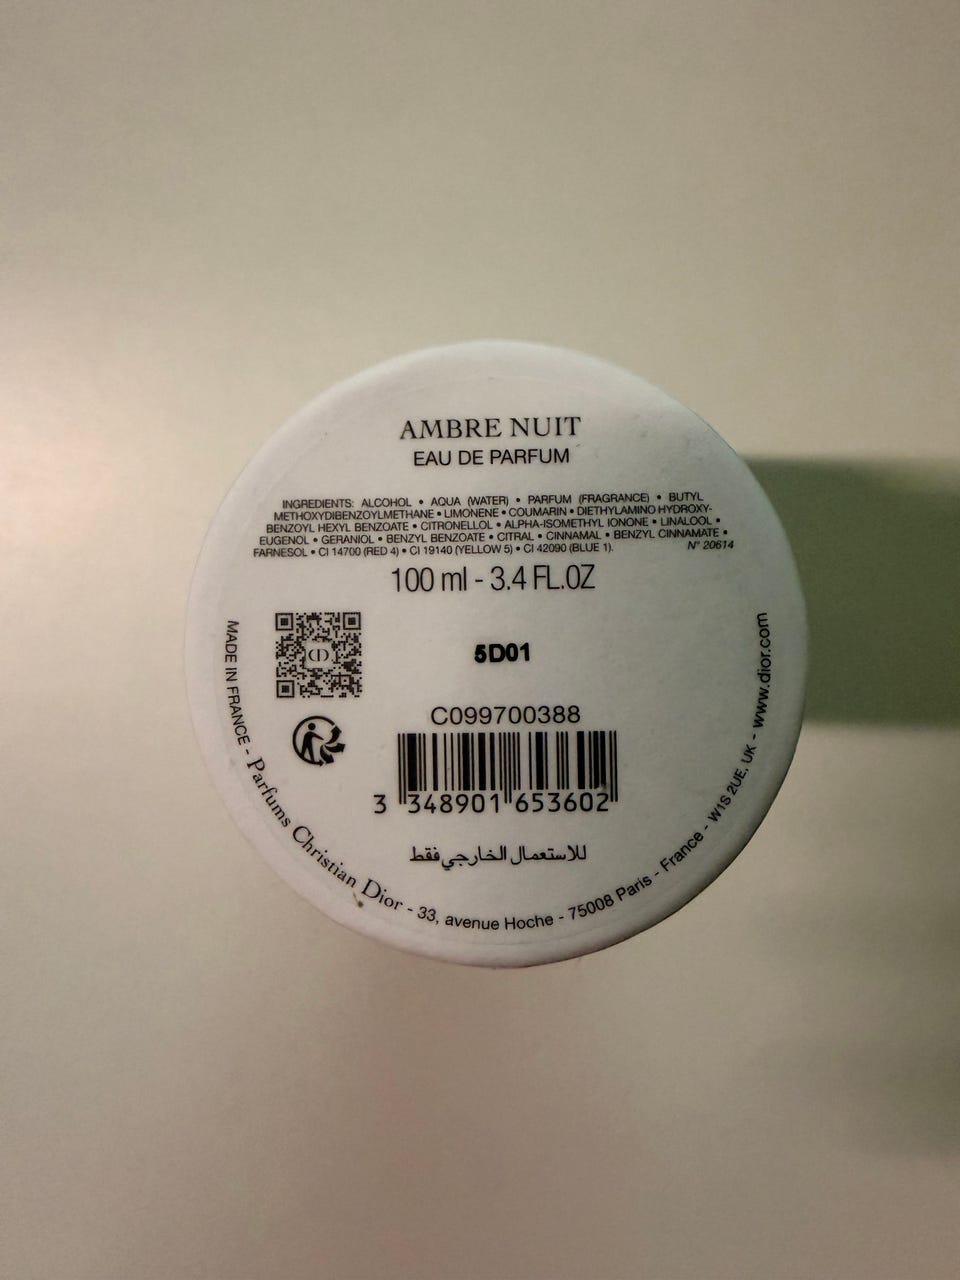 AMBRE NUIT
EAU DE PARFUM
INGREDIENTS: ALCOHOL • AQUA (WATER) • PARFUM (FRAGRANCE) • BUTYL
METHOXYDIBENZOYLMETHANE • LIMONENE • COUMARIN • DIETHYLAMINO HYDROXY-
BENZOYL HEXYL BENZOATE • CITRONELLOL • ALPHA-ISOMETHYL IONONE • LINALOOL •
EUGENOL • GERANIOL • BENZYL BENZOATE • CITRAL • CINNAMAL • BENZYL CINNAMATE •
FARNESOL • CI 14700 (RED 4) • CI 19140 (YELLOW 5) • CI 42090 (BLUE 1). N° 20614
100 ml - 3.4 FL.OZ
CD
5D01
C099700388
3 348901 653602
للاستعمال الخارجي فقط
MADE IN FRANCE - Parfums Christian Dior - 33, avenue Hoche - 75008 Paris - France - W1S 2UE, UK - www.dior.com